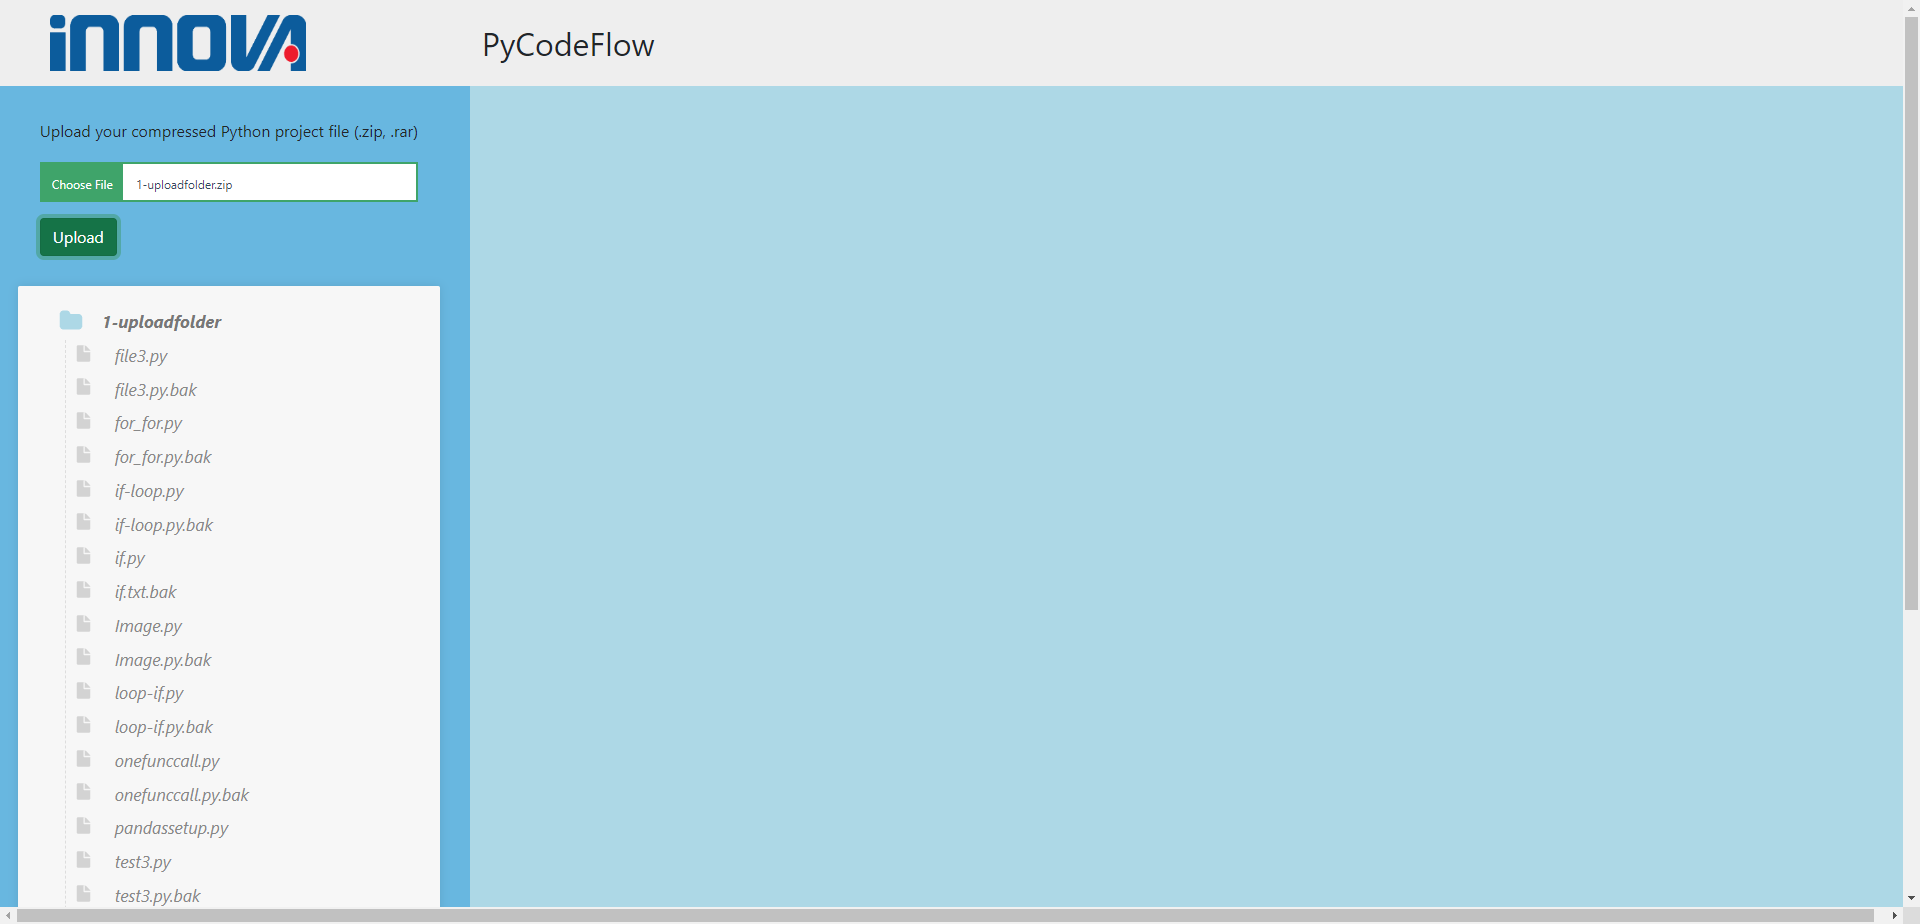 iNNOVA
PyCodeFlow
Upload your compressed Python project file (.zip, .rar)
Choose File
1-uploadfolder.zip
Upload
1-uploadfolder
file3.py
file3.py.bak
for_for.py
for_for.py.bak
if-loop.py
if-loop.py.bak
if.py
if.txt.bak
Image.py
Image.py.bak
loop-if.py
loop-if.py.bak
onefunccall.py
onefunccall.py.bak
pandassetup.py
test3.py
test3.py.bak